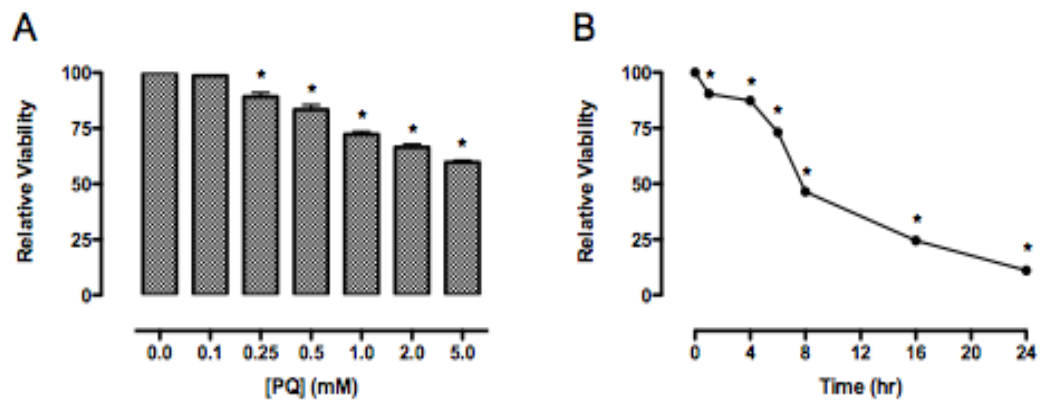 A
Relative Viability
100
75
50
25
0
* * * * *
0.0 0.1 0.25 0.5 1.0 2.0 5.0
[PQ] (mM)
B
Relative Viability
100
75
50
25
0
* * * * * *
0 4 8 12 16 20 24
Time (hr)